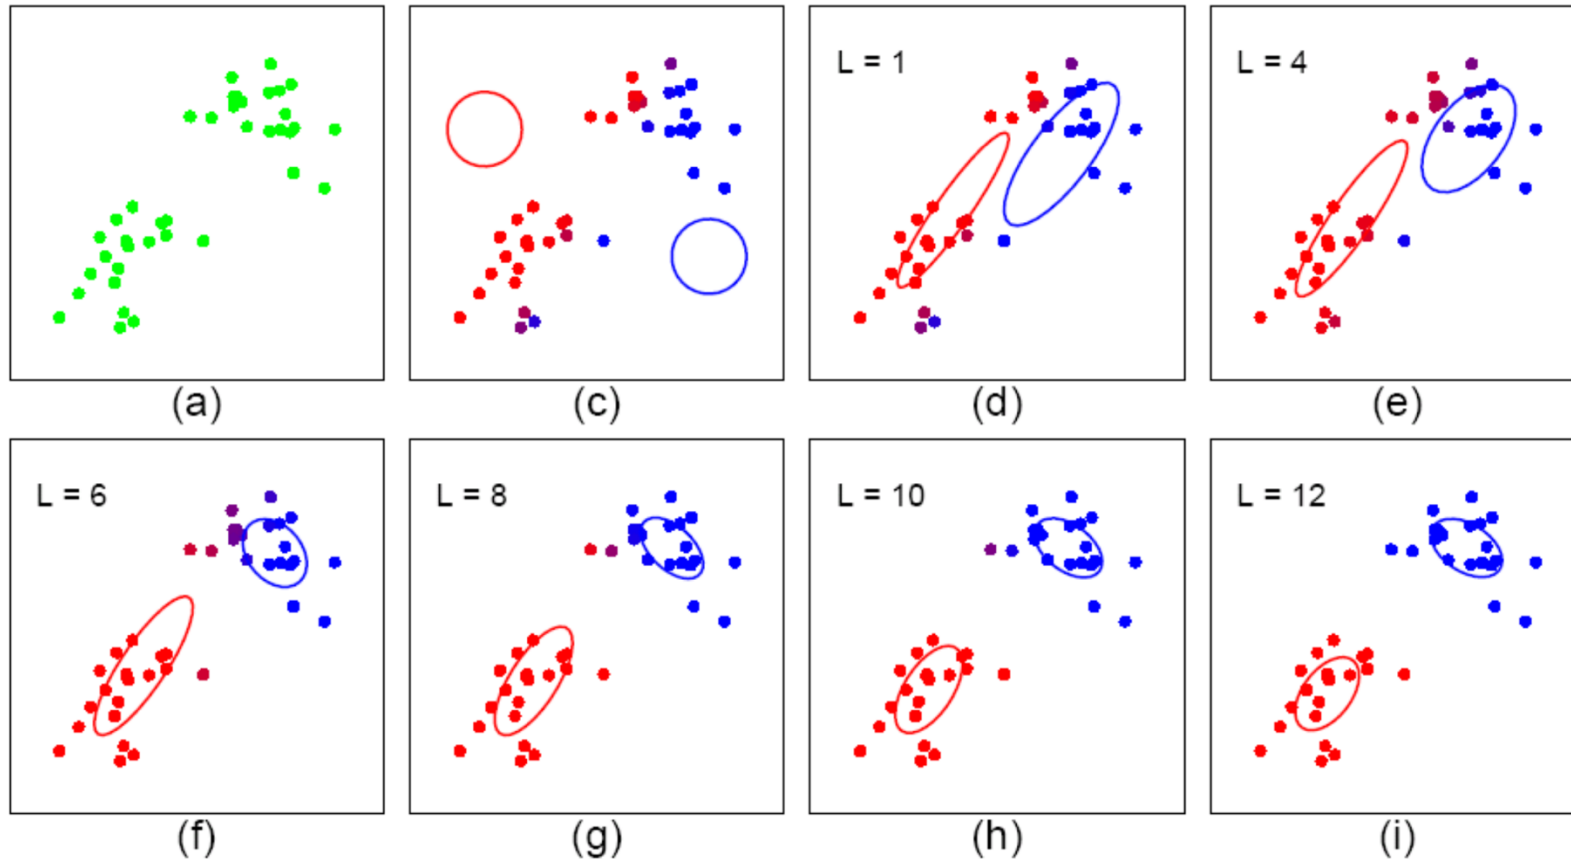 L = 1
L = 4
(a)
(c)
(d)
(e)
L = 6
L = 8
L = 10
L = 12
(f)
(g)
(h)
(i)